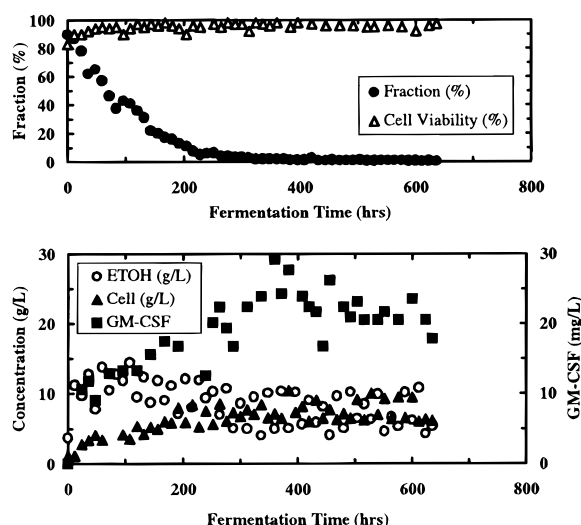 100
80
60
40
20
0
Fraction (%)
Fraction (%)
Cell Viability (%)
0
200
400
600
800
Fermentation Time (hrs)
30
20
10
0
Concentration (g/L)
ETOH (g/L)
Cell (g/L)
GM-CSF
30
20
10
0
GM-CSF (mg/L)
0
200
400
600
800
Fermentation Time (hrs)